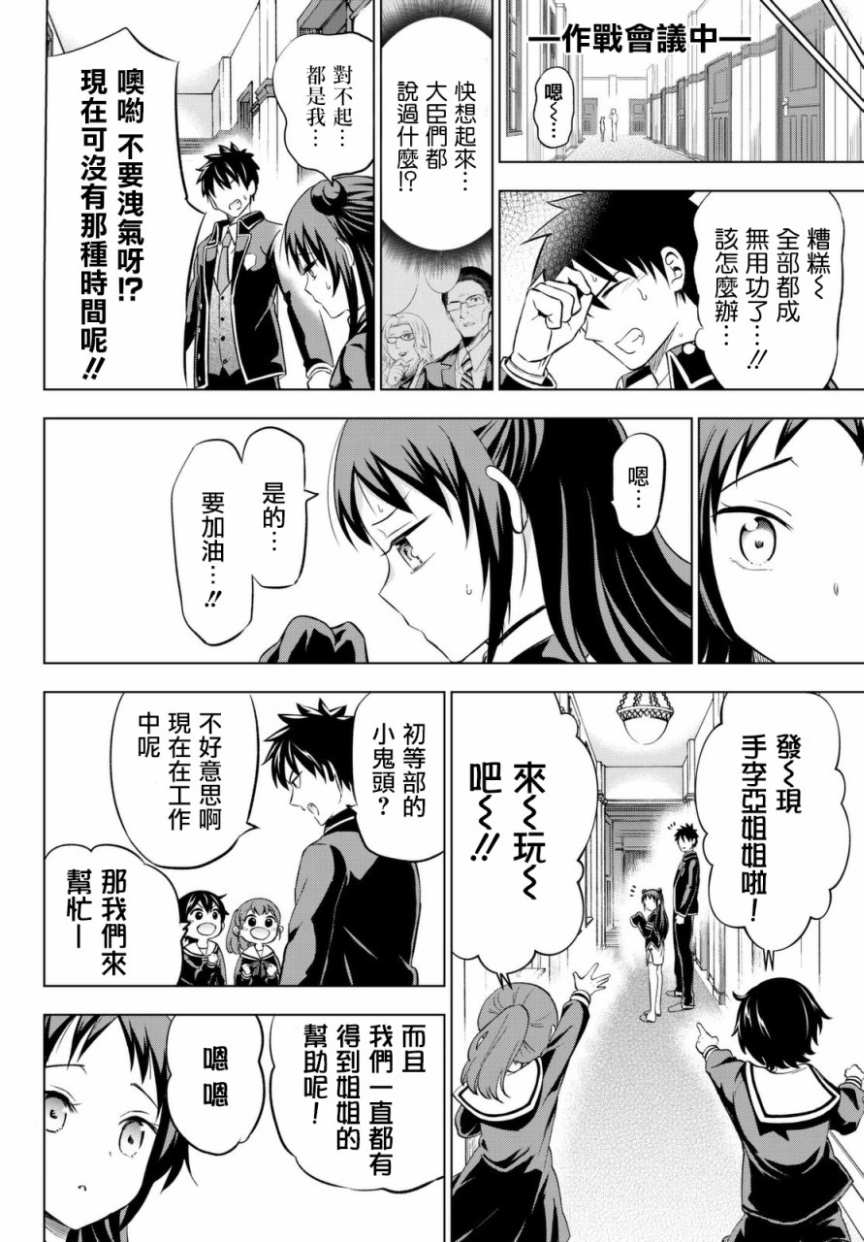 —作戰會議中—
嗯～…
糟糕～
全部都成
無用功了…!!
該怎麼辦…
快想起來…
大臣們都
說過什麼!?
對不起…
都是我…
噢喲 不要洩氣呀!?
現在可沒有那種時間呢!!
嗯…
是的…
要加油…!!
發～現
手李亞姐姐啦！
來～玩～
吧～～!!
初等部的
小鬼頭？
不好意思啊
現在在工作
中呢
那我們來
幫忙ー
而且
我們一直都有
得到姐姐的
幫助呢！
嗯嗯